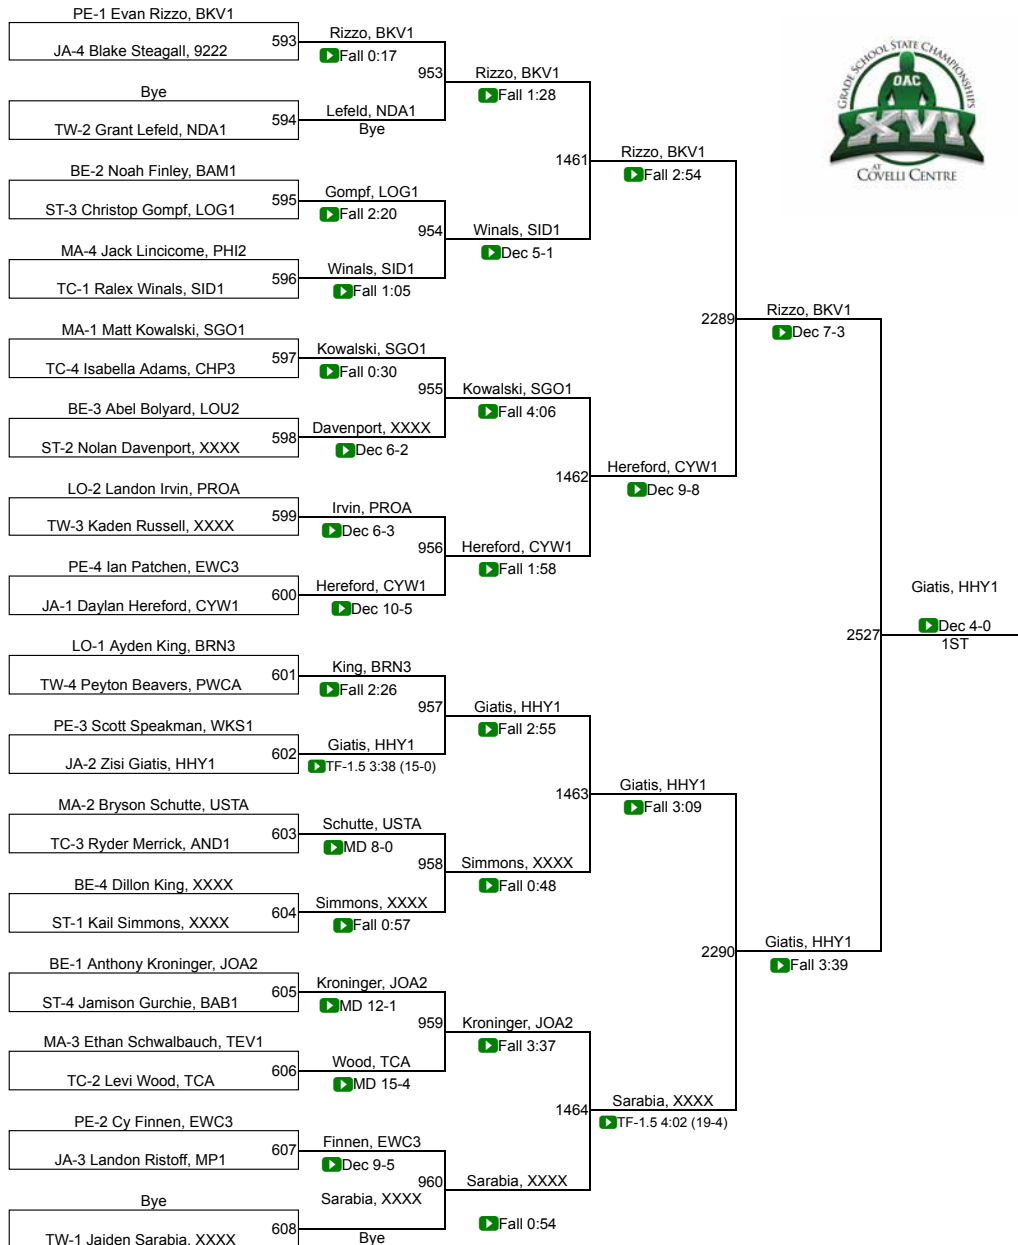 PE-1 Evan Rizzo, BKV1
593
JA-4 Blake Steagall, 9222
Bye
594
TW-2 Grant Lefeld, NDA1
BE-2 Noah Finley, BAM1
595
ST-3 Christop Gompf, LOG1
MA-4 Jack Lincicome, PHI2
596
TC-1 Ralex Winals, SID1
MA-1 Matt Kowalski, SGO1
597
TC-4 Isabella Adams, CHP3
BE-3 Abel Bolyard, LOU2
598
ST-2 Nolan Davenport, XXXX
LO-2 Landon Irvin, PROA
599
TW-3 Kaden Russell, XXXX
PE-4 Ian Patchen, EWC3
600
JA-1 Daylan Hereford, CYW1
LO-1 Ayden King, BRN3
601
TW-4 Peyton Beavers, PWCA
PE-3 Scott Speakman, WKS1
602
JA-2 Zisi Giatis, HHY1
MA-2 Bryson Schutte, USTA
603
TC-3 Ryder Merrick, AND1
BE-4 Dillon King, XXXX
604
ST-1 Kail Simmons, XXXX
BE-1 Anthony Kroninger, JOA2
605
ST-4 Jamison Gurchie, BAB1
MA-3 Ethan Schwalbauch, TEV1
606
TC-2 Levi Wood, TCA
PE-2 Cy Finnen, EWC3
607
JA-3 Landon Ristoff, MP1
Bye
608
TW-1 Jaiden Sarabia, XXXX
Rizzo, BKV1
Fall 0:17
953
Lefeld, NDA1
Bye
Gompf, LOG1
Fall 2:20
954
Winals, SID1
Fall 1:05
Kowalski, SGO1
Fall 0:30
955
Davenport, XXXX
Dec 6-2
Irvin, PROA
Dec 6-3
956
Hereford, CYW1
Dec 10-5
King, BRN3
Fall 2:26
957
Giatis, HHY1
TF-1.5 3:38 (15-0)
Schutte, USTA
MD 8-0
958
Simmons, XXXX
Fall 0:57
Kroninger, JOA2
MD 12-1
959
Wood, TCA
MD 15-4
Finnen, EWC3
Dec 9-5
960
Sarabia, XXXX
Bye
Rizzo, BKV1
Fall 1:28
1461
Winals, SID1
Dec 5-1
Kowalski, SGO1
Fall 4:06
1462
Hereford, CYW1
Fall 1:58
Giatis, HHY1
Fall 2:55
1463
Simmons, XXXX
Fall 0:48
Kroninger, JOA2
Fall 3:37
1464
Sarabia, XXXX
Fall 0:54
Rizzo, BKV1
Fall 2:54
2289
Hereford, CYW1
Dec 9-8
Giatis, HHY1
Fall 3:09
2290
Sarabia, XXXX
TF-1.5 4:02 (19-4)
Rizzo, BKV1
Dec 7-3
2527
Giatis, HHY1
Fall 3:39
Giatis, HHY1
Dec 4-0
1ST
GRADE SCHOOL STATE CHAMPIONSHIPS
OAC
XVI
AT
COVELLI CENTRE